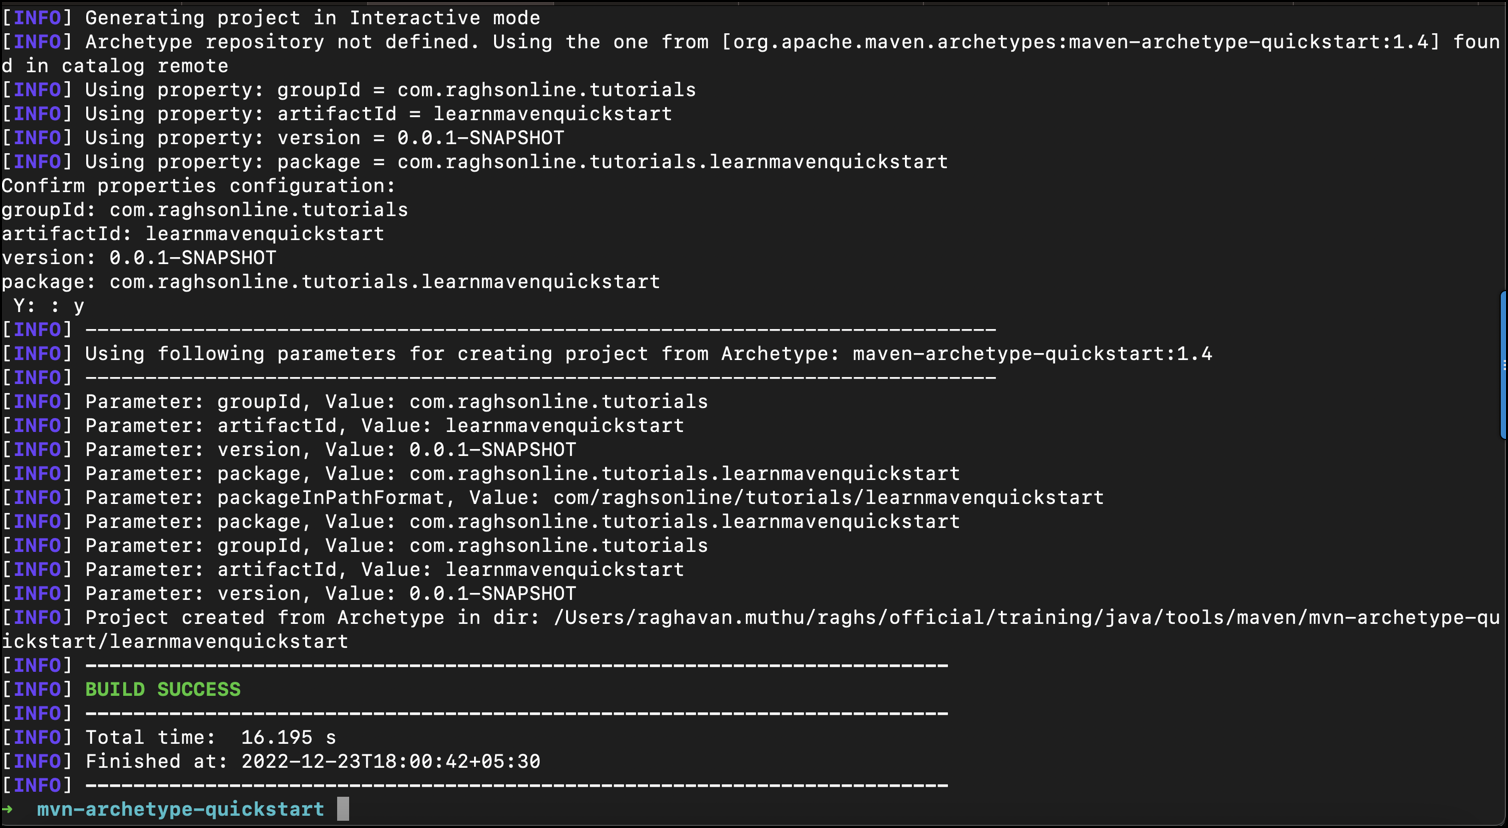 [INFO] Generating project in Interactive mode
[INFO] Archetype repository not defined. Using the one from [org.apache.maven.archetypes:maven-archetype-quickstart:1.4] foun
d in catalog remote
[INFO] Using property: groupId = com.raghsonline.tutorials
[INFO] Using property: artifactId = learnmavenquickstart
[INFO] Using property: version = 0.0.1-SNAPSHOT
[INFO] Using property: package = com.raghsonline.tutorials.learnmavenquickstart
Confirm properties configuration:
groupId: com.raghsonline.tutorials
artifactId: learnmavenquickstart
version: 0.0.1-SNAPSHOT
package: com.raghsonline.tutorials.learnmavenquickstart
 Y: : y
[INFO] ----------------------------------------------------------------------------
[INFO] Using following parameters for creating project from Archetype: maven-archetype-quickstart:1.4
[INFO] ----------------------------------------------------------------------------
[INFO] Parameter: groupId, Value: com.raghsonline.tutorials
[INFO] Parameter: artifactId, Value: learnmavenquickstart
[INFO] Parameter: version, Value: 0.0.1-SNAPSHOT
[INFO] Parameter: package, Value: com.raghsonline.tutorials.learnmavenquickstart
[INFO] Parameter: packageInPathFormat, Value: com/raghsonline/tutorials/learnmavenquickstart
[INFO] Parameter: package, Value: com.raghsonline.tutorials.learnmavenquickstart
[INFO] Parameter: groupId, Value: com.raghsonline.tutorials
[INFO] Parameter: artifactId, Value: learnmavenquickstart
[INFO] Parameter: version, Value: 0.0.1-SNAPSHOT
[INFO] Project created from Archetype in dir: /Users/raghavan.muthu/raghs/official/training/java/tools/maven/mvn-archetype-qu
ickstart/learnmavenquickstart
[INFO] ------------------------------------------------------------------------
[INFO] BUILD SUCCESS
[INFO] ------------------------------------------------------------------------
[INFO] Total time:  16.195 s
[INFO] Finished at: 2022-12-23T18:00:42+05:30
[INFO] ------------------------------------------------------------------------
➜  mvn-archetype-quickstart